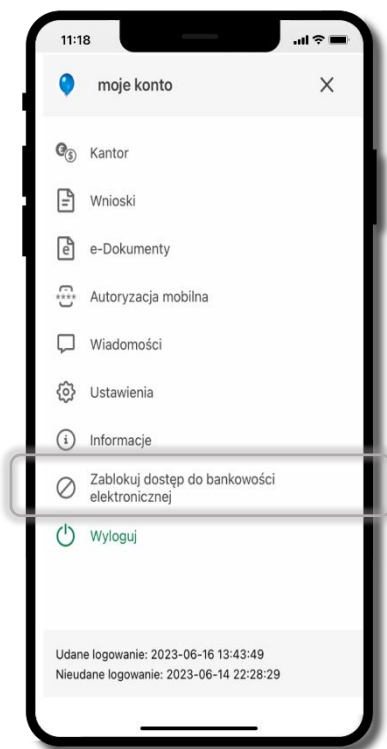 11:18
moje konto
Kantor
Wnioski
e-Dokumenty
Autoryzacja mobilna
Wiadomości
Ustawienia
Informacje
Zablokuj dostęp do bankowości
elektronicznej
Wyloguj
Udane logowanie: 2023-06-16 13:43:49
Nieudane logowanie: 2023-06-14 22:28:29